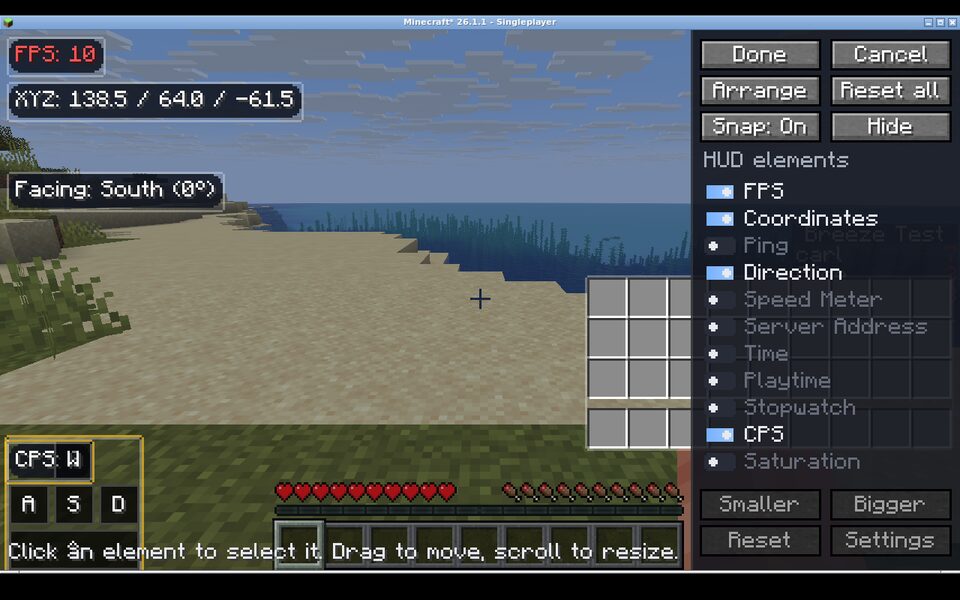 Minecraft* 26.1.1 - Singleplayer
FPS: 10
XYZ: 138.5 / 64.0 / -61.5
Facing: South (0°)
Done
Cancel
Arrange
Reset all
Snap: On
Hide
HUD elements
FPS
Coordinates
Ping
Breeze Test
Direction
Speed Meter
Server Address
Time
Playtime
Stopwatch
CPS
Saturation
Smaller
Bigger
Reset
Settings
CPS
W
A
S
D
Click an element to select it. Drag to move, scroll to resize.